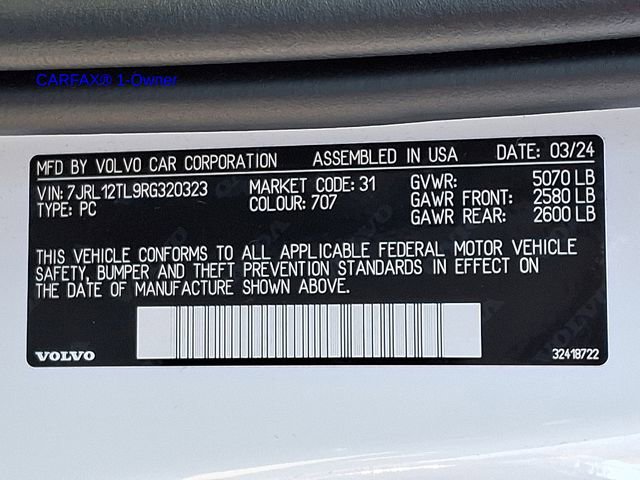 CARFAX® 1-Owner
MFD BY VOLVO CAR CORPORATION ASSEMBLED IN USA DATE: 03/24
VIN: 7JRL12TL9RG320323 MARKET CODE: 31 GVWR: 5070 LB
TYPE: PC COLOUR: 707 GAWR FRONT: 2580 LB
GAWR REAR: 2600 LB
THIS VEHICLE CONFORMS TO ALL APPLICABLE FEDERAL MOTOR VEHICLE
SAFETY, BUMPER AND THEFT PREVENTION STANDARDS IN EFFECT ON
THE DATE OF MANUFACTURE SHOWN ABOVE.
VOLVO 32418722